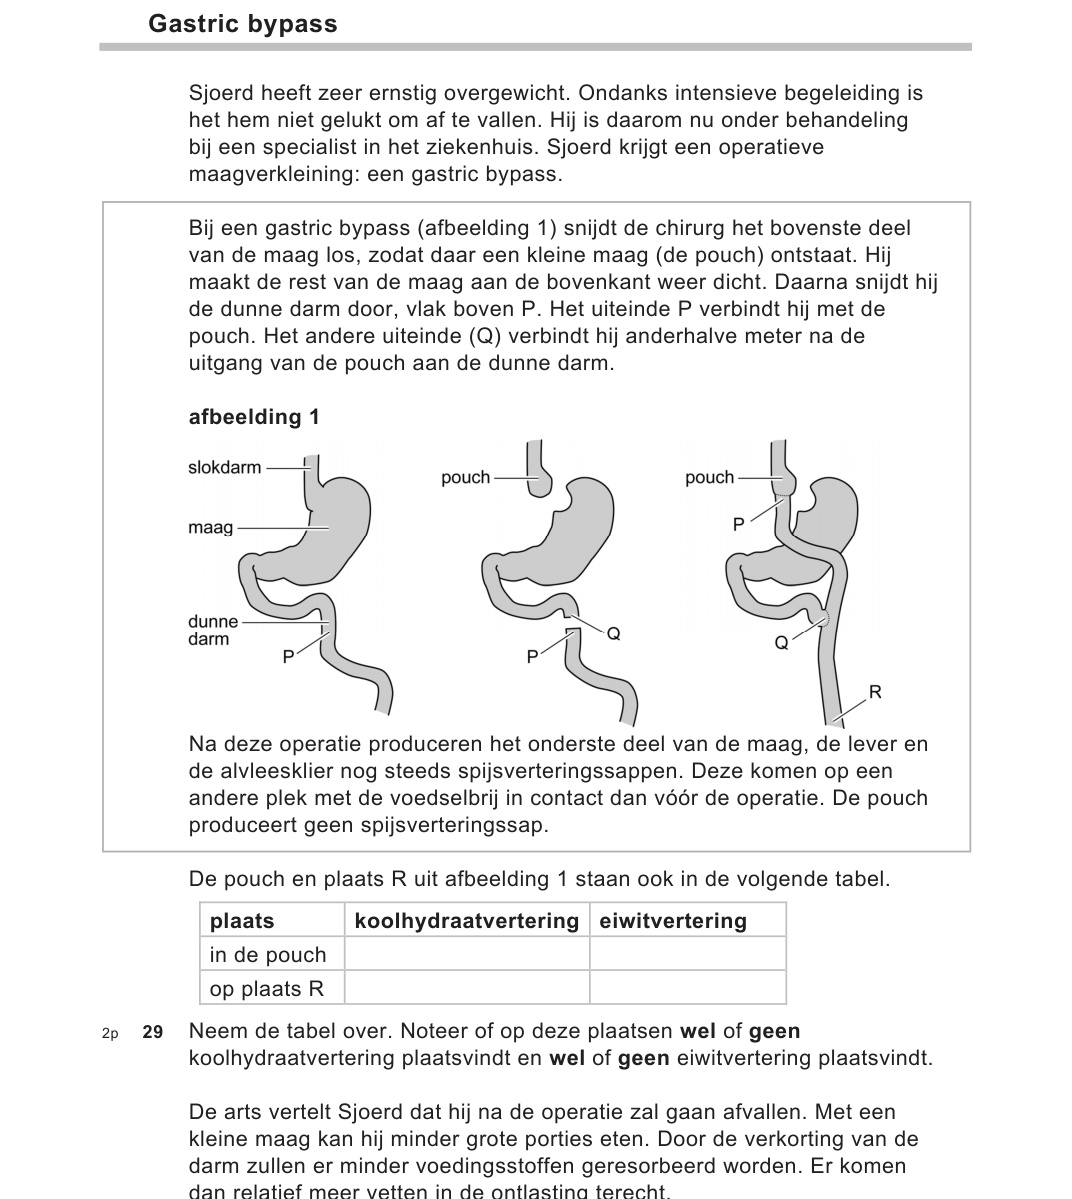 Gastric bypass
Sjoerd heeft zeer ernstig overgewicht. Ondanks intensieve begeleiding is
het hem niet gelukt om af te vallen. Hij is daarom nu onder behandeling
bij een specialist in het ziekenhuis. Sjoerd krijgt een operatieve
maagverkleining: een gastric bypass.
Bij een gastric bypass (afbeelding 1) snijdt de chirurg het bovenste deel
van de maag los, zodat daar een kleine maag (de pouch) ontstaat. Hij
maakt de rest van de maag aan de bovenkant weer dicht. Daarna snijdt hij
de dunne darm door, vlak boven P. Het uiteinde P verbindt hij met de
pouch. Het andere uiteinde (Q) verbindt hij anderhalve meter na de
uitgang van de pouch aan de dunne darm.
afbeelding 1
slokdarm
maag
dunne
darm
P
pouch
Q
P
pouch
P
Q
R
Na deze operatie produceren het onderste deel van de maag, de lever en
de alvleesklier nog steeds spijsverteringssappen. Deze komen op een
andere plek met de voedselbrij in contact dan vóór de operatie. De pouch
produceert geen spijsverteringssap.
De pouch en plaats R uit afbeelding 1 staan ook in de volgende tabel.
plaats koolhydraatvertering eiwitvertering
in de pouch
op plaats R
2p 29 Neem de tabel over. Noteer of op deze plaatsen wel of geen
koolhydraatvertering plaatsvindt en wel of geen eiwitvertering plaatsvindt.
De arts vertelt Sjoerd dat hij na de operatie zal gaan afvallen. Met een
kleine maag kan hij minder grote porties eten. Door de verkorting van de
darm zullen er minder voedingsstoffen geresorbeerd worden. Er komen
dan relatief meer vetten in de ontlasting terecht.